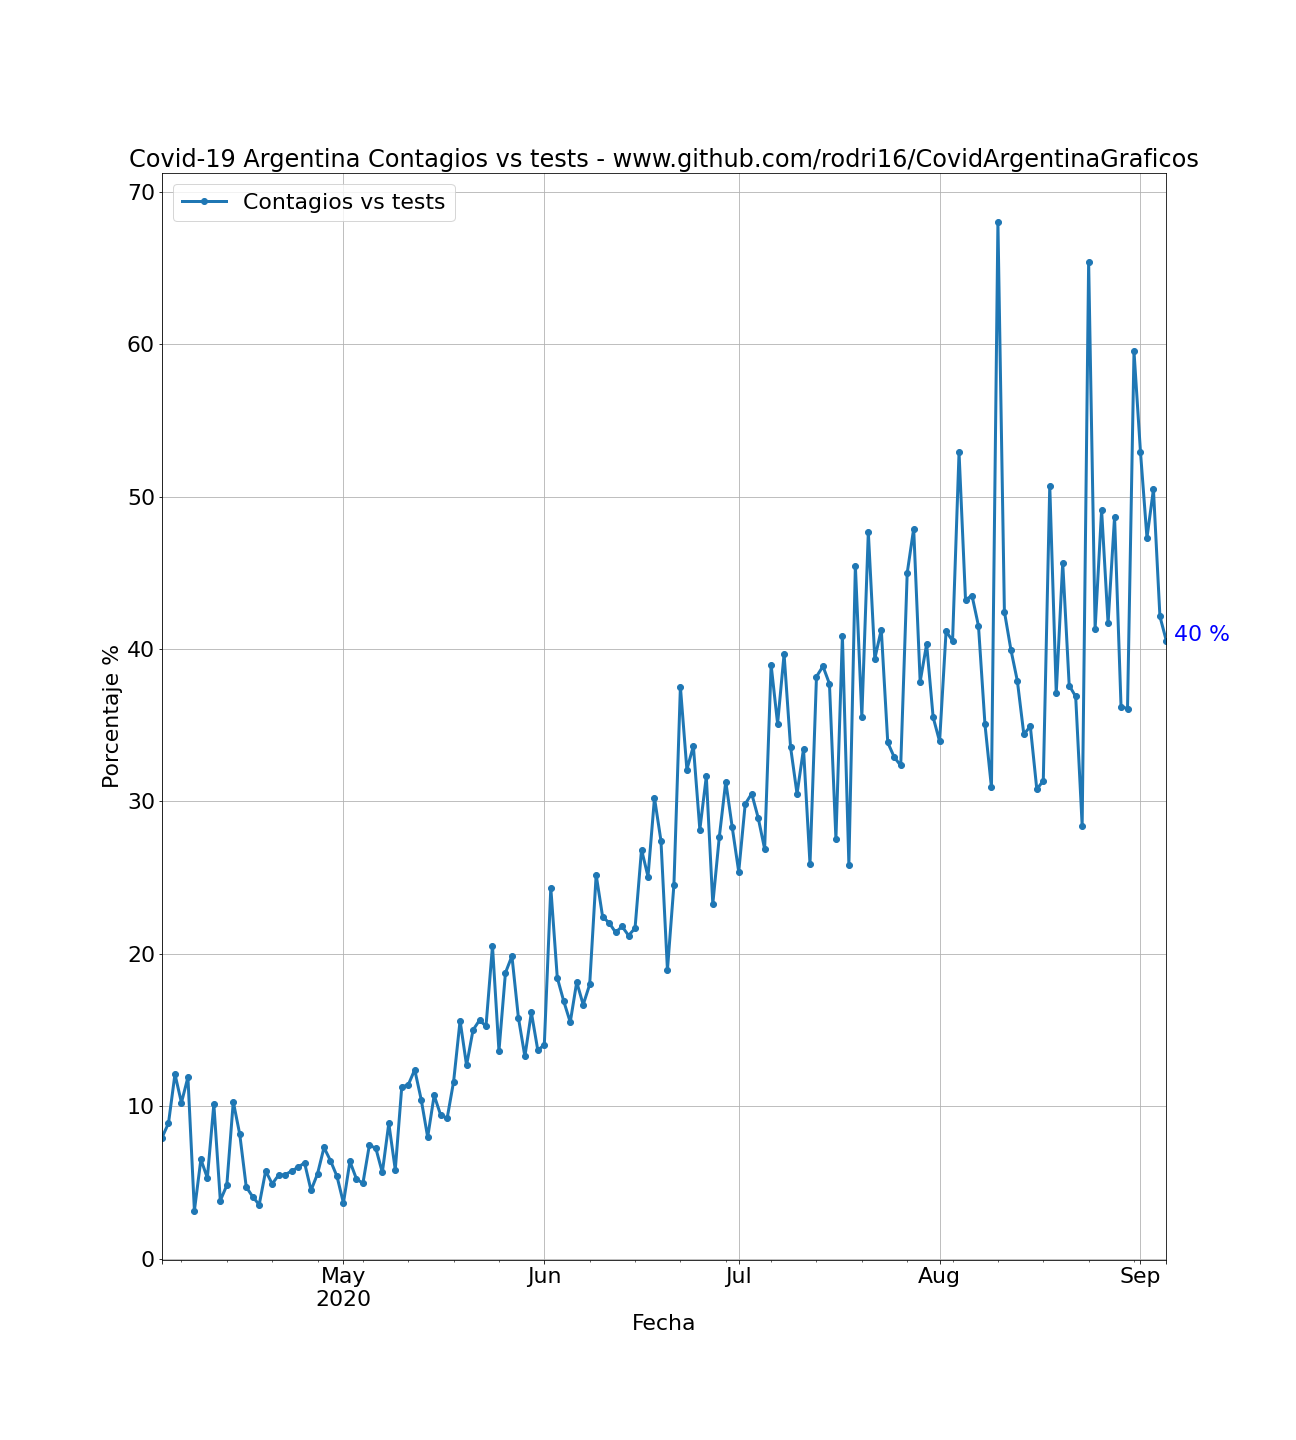 Covid-19 Argentina Contagios vs tests - www.github.com/rodri16/CovidArgentinaGraficos
Contagios vs tests
70
60
50
40
30
20
10
0
Porcentaje %
40 %
May
2020
Jun
Jul
Aug
Sep
Fecha